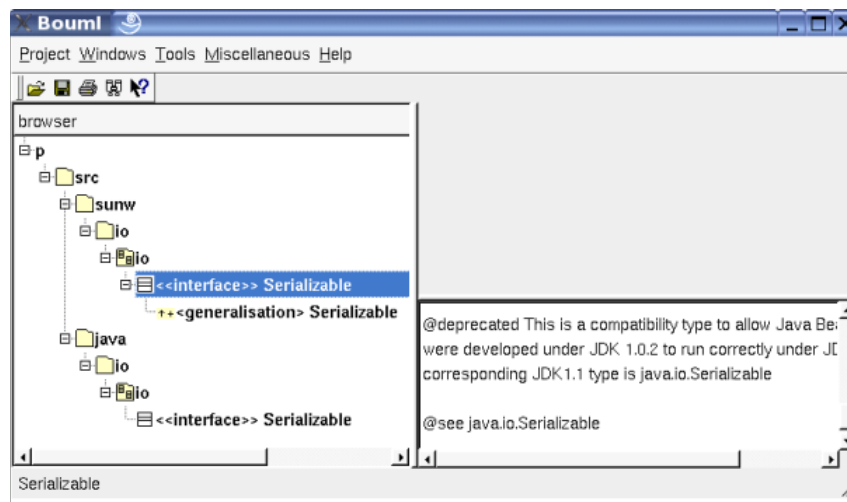 Bouml
Project Windows Tools Miscellaneous Help
browser
p
src
sunw
io
io
<<interface>> Serializable
<generalisation> Serializable
java
io
io
<<interface>> Serializable
@deprecated This is a compatibility type to allow Java
were developed under JDK 1.0.2 to run correctly under
corresponding JDK1.1 type is java.io.Serializable
@see java.io.Serializable
Serializable